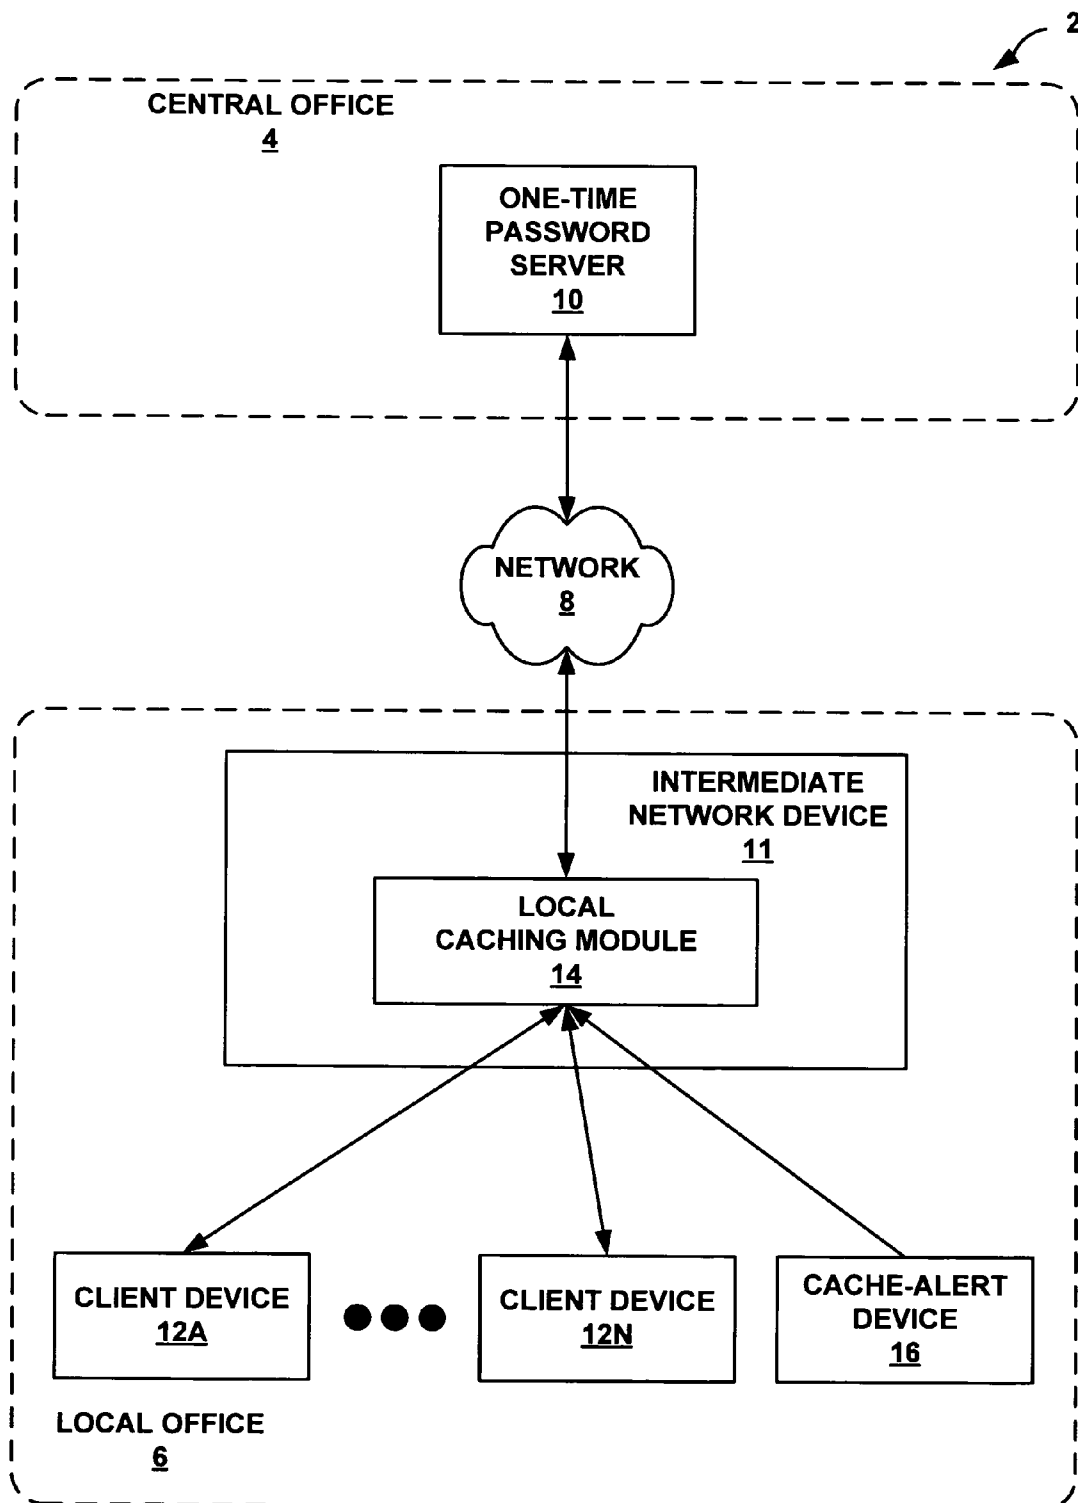 2
CENTRAL OFFICE
4
ONE-TIME
PASSWORD
SERVER
10
NETWORK
8
INTERMEDIATE
NETWORK DEVICE
11
LOCAL
CACHING MODULE
14
CLIENT DEVICE
12A
CLIENT DEVICE
12N
CACHE-ALERT
DEVICE
16
LOCAL OFFICE
6